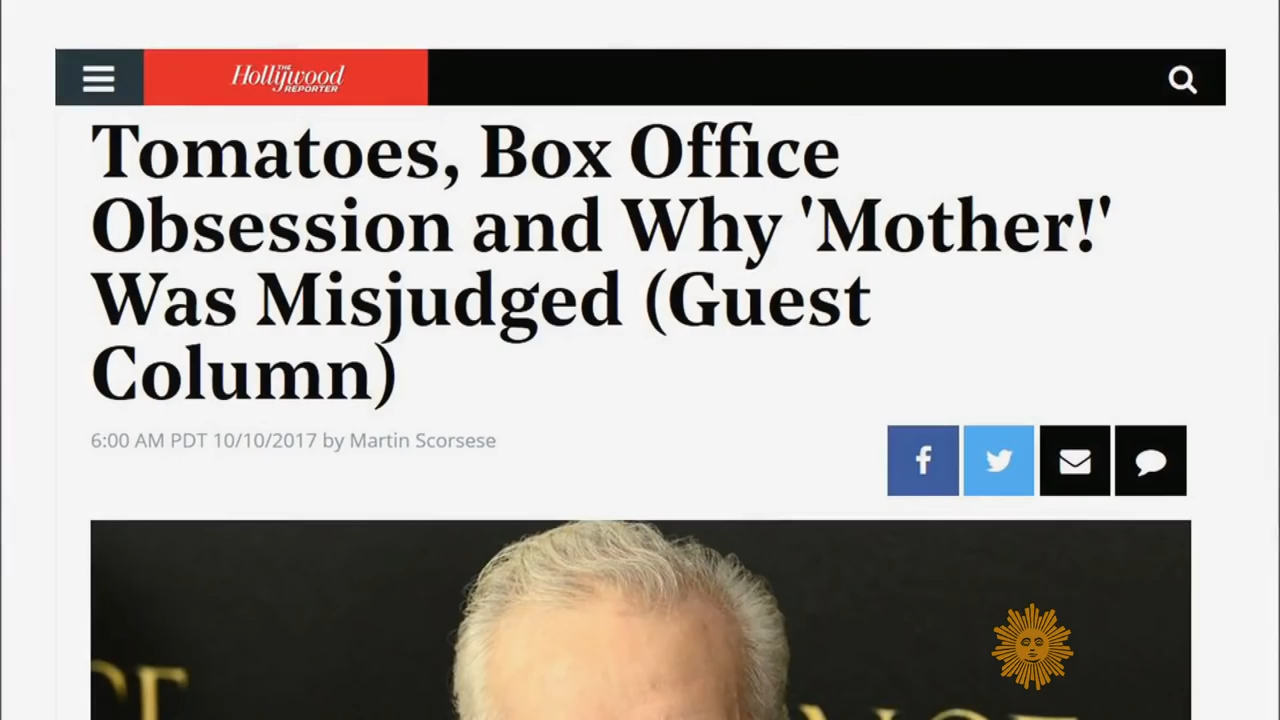 THE
Hollywood
REPORTER
Tomatoes, Box Office
Obsession and Why 'Mother!'
Was Misjudged (Guest
Column)
6:00 AM PDT 10/10/2017 by Martin Scorsese
f